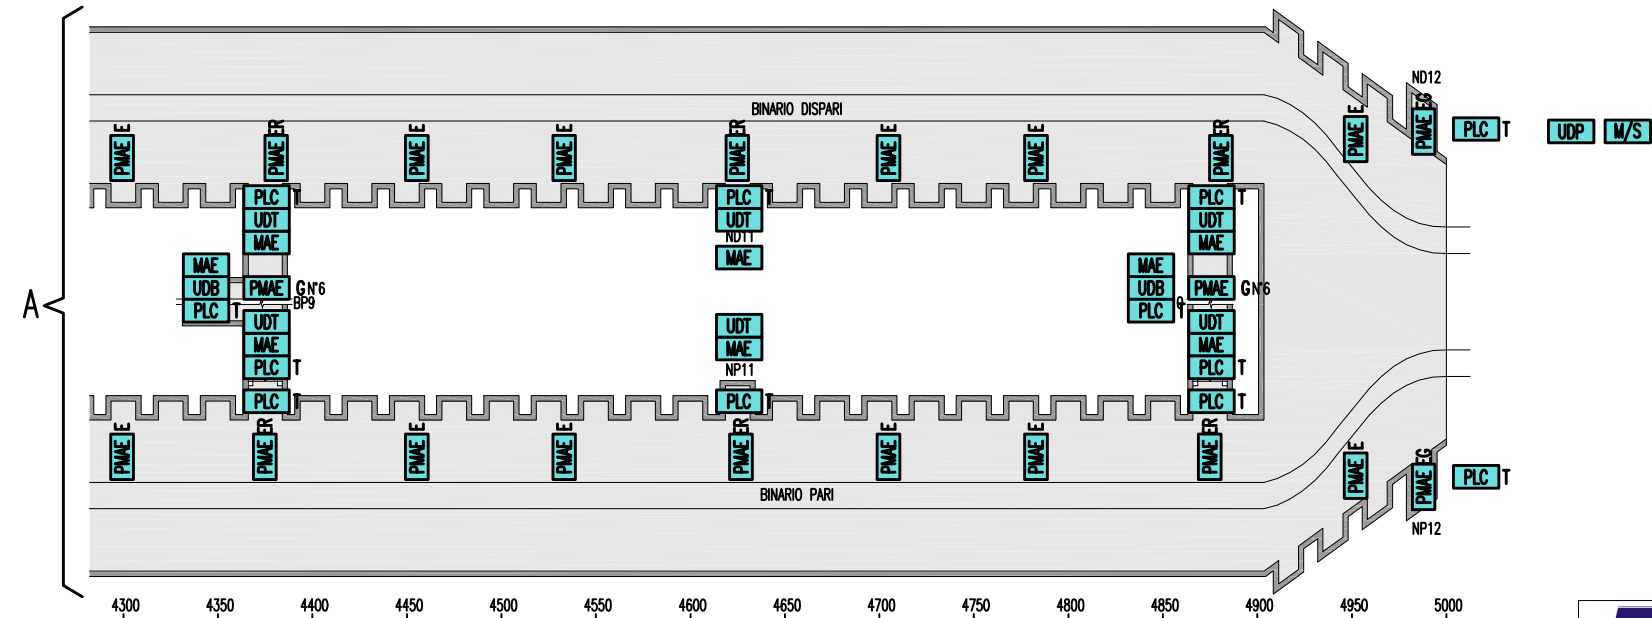 ND12
BINARIO DISPARI
PMAE E
PMAE ER
PMAE E
PMAE E
PMAE ER
PMAE E
PMAE E
PMAE ER
PMAE E
PMAE EG
PLC T
UDP
M/S
PLC T
UDT
MAE
PLC T
UDT
ND11
MAE
PLC T
UDT
MAE
A
MAE
UDB
PLC T
PMAE G N°6
BP9
UDT
MAE
PLC T
PLC T
UDT
MAE
NP11
PLC T
MAE
UDB
PLC T
PMAE G N°6
UDT
MAE
PLC T
PLC T
PMAE E
PMAE ER
PMAE E
PMAE E
PMAE ER
PMAE E
PMAE E
PMAE ER
PMAE E
PMAE EG
PLC T
BINARIO PARI
NP12
4300 4350 4400 4450 4500 4550 4600 4650 4700 4750 4800 4850 4900 4950 5000